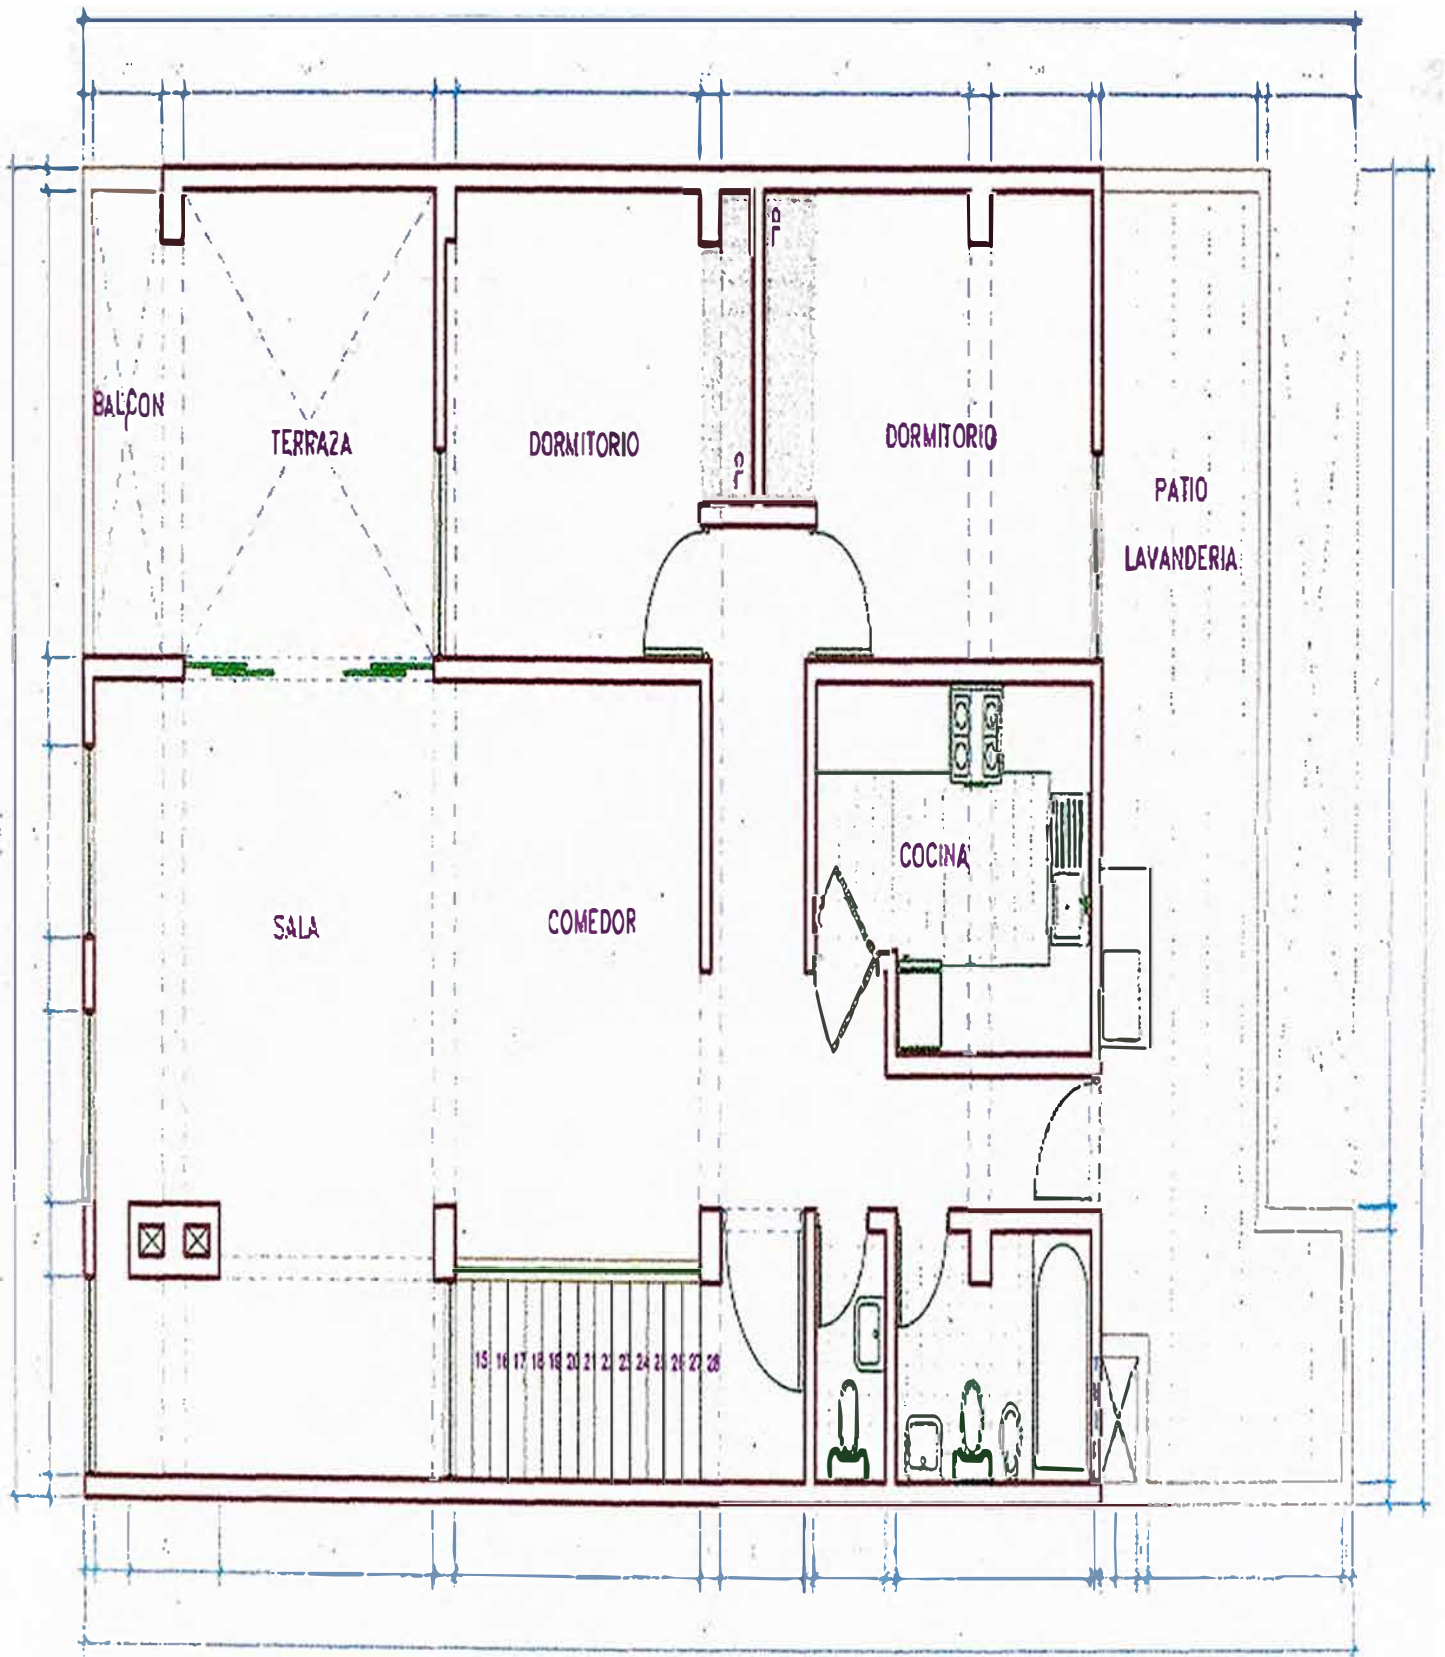 BALCON
TERRAZA
DORMITORIO
DORMITORIO
PATIO
LAVANDERIA
COCINA
SALA
COMEDOR
15 16 17 18 19 20 21 22 23 24 25 26 27 28